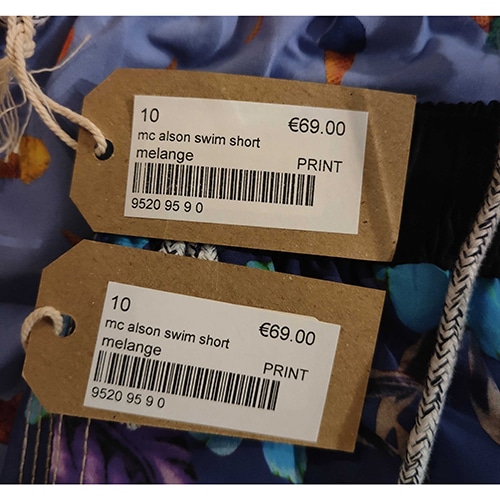 10 €69.00
mc alson swim short
melange PRINT
9520 95 9 0
10 €69.00
mc alson swim short
melange PRINT
9520 95 9 0